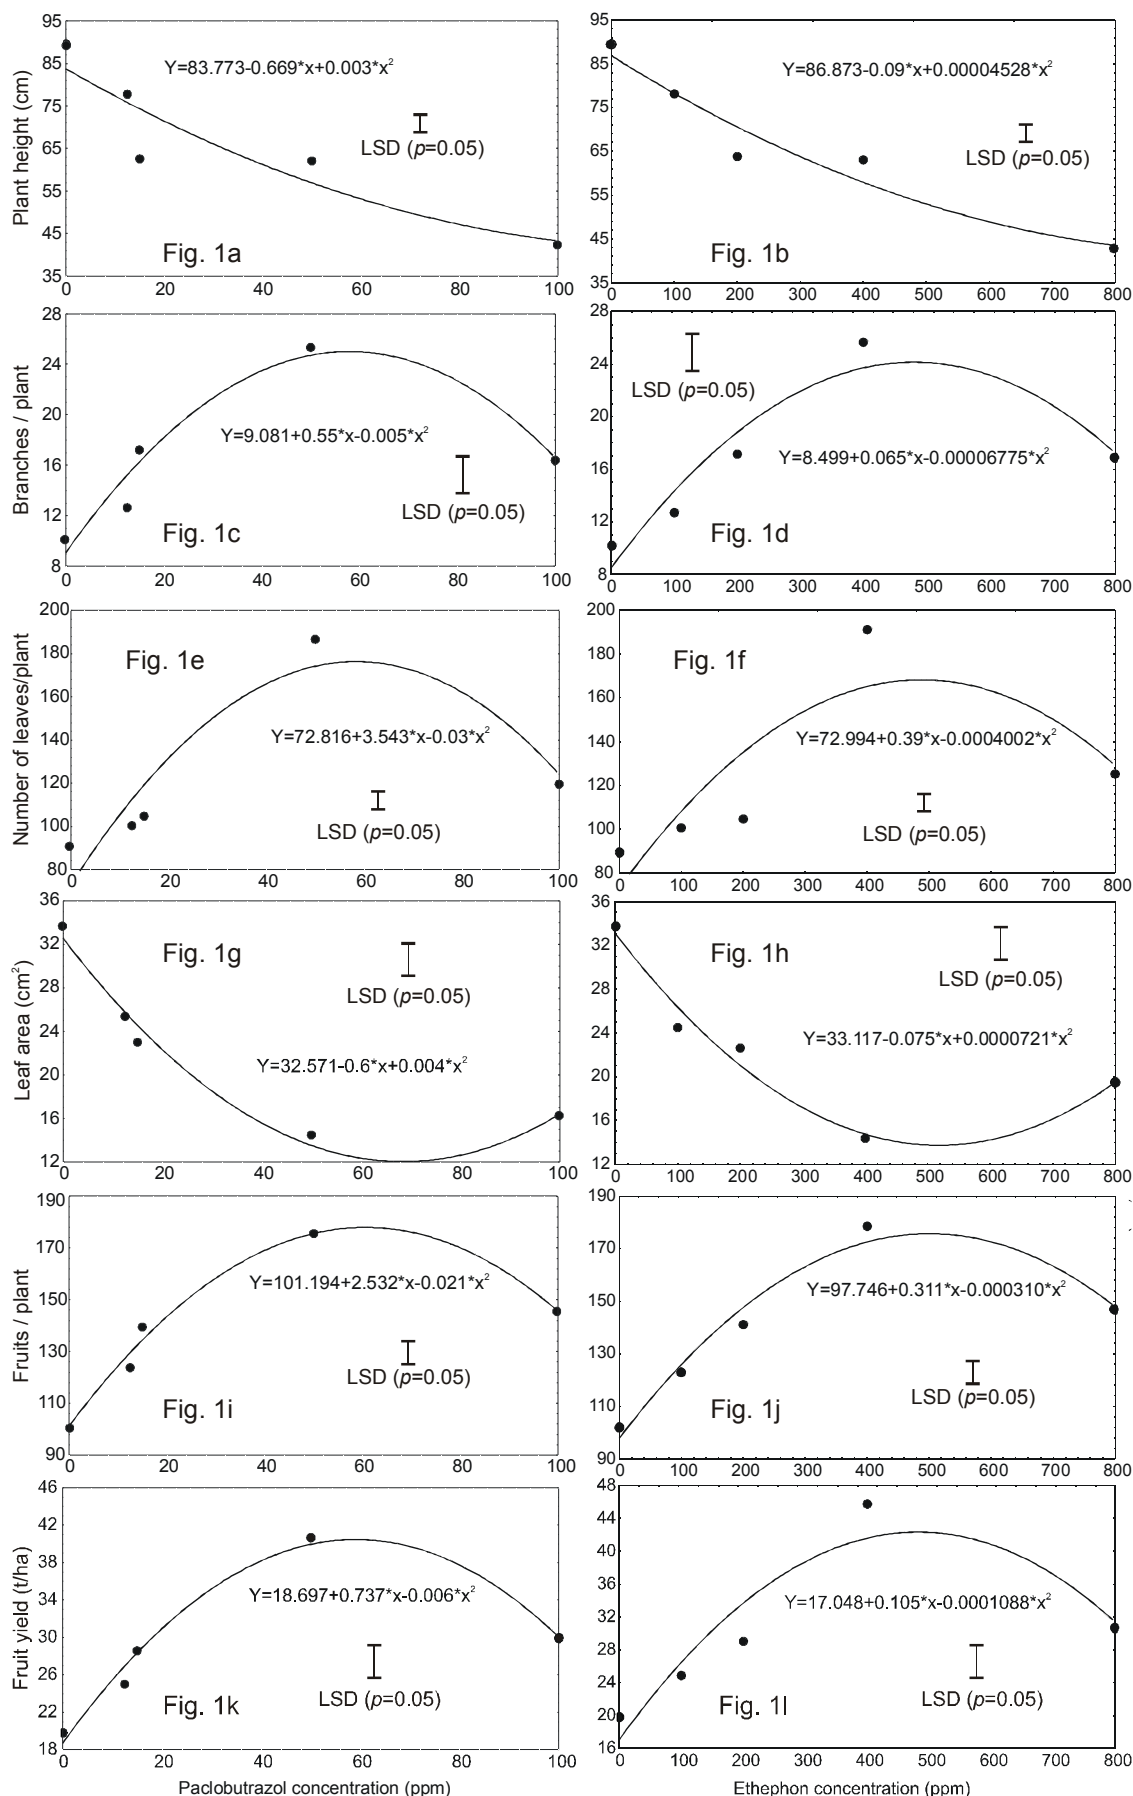 Plant height (cm)
95
85
75
65
55
45
35
Y=83.773-0.669*x+0.003*x²
LSD (p=0.05)
Fig. 1a
0 20 40 60 80 100
95
85
75
65
55
45
35
Y=86.873-0.09*x+0.00004528*x²
LSD (p=0.05)
Fig. 1b
0 100 200 300 400 500 600 700 800
Branches / plant
28
24
20
16
12
8
Y=9.081+0.55*x-0.005*x²
LSD (p=0.05)
Fig. 1c
0 20 40 60 80 100
28
24
20
16
12
8
LSD (p=0.05)
Y=8.499+0.065*x-0.00006775*x²
Fig. 1d
0 100 200 300 400 500 600 700 800
Number of leaves/plant
200
180
160
140
120
100
80
Fig. 1e
Y=72.816+3.543*x-0.03*x²
LSD (p=0.05)
0 20 40 60 80 100
200
180
160
140
120
100
80
Fig. 1f
Y=72.994+0.39*x-0.0004002*x²
LSD (p=0.05)
0 100 200 300 400 500 600 700 800
Leaf area (cm²)
36
32
28
24
20
16
12
Fig. 1g
LSD (p=0.05)
Y=32.571-0.6*x+0.004*x²
0 20 40 60 80 100
36
32
28
24
20
16
12
Fig. 1h
LSD (p=0.05)
Y=33.117-0.075*x+0.0000721*x²
0 100 200 300 400 500 600 700 800
Fruits / plant
190
170
150
130
110
90
Y=101.194+2.532*x-0.021*x²
LSD (p=0.05)
Fig. 1i
0 20 40 60 80 100
190
170
150
130
110
90
Y=97.746+0.311*x-0.000310*x²
LSD (p=0.05)
Fig. 1j
0 100 200 300 400 500 600 700 800
Fruit yield (t/ha)
46
42
38
34
30
26
22
18
Y=18.697+0.737*x-0.006*x²
LSD (p=0.05)
Fig. 1k
0 20 40 60 80 100
Paclobutrazol concentration (ppm)
48
44
40
36
32
28
24
20
16
Y=17.048+0.105*x-0.0001088*x²
LSD (p=0.05)
Fig. 1l
0 100 200 300 400 500 600 700 800
Ethephon concentration (ppm)